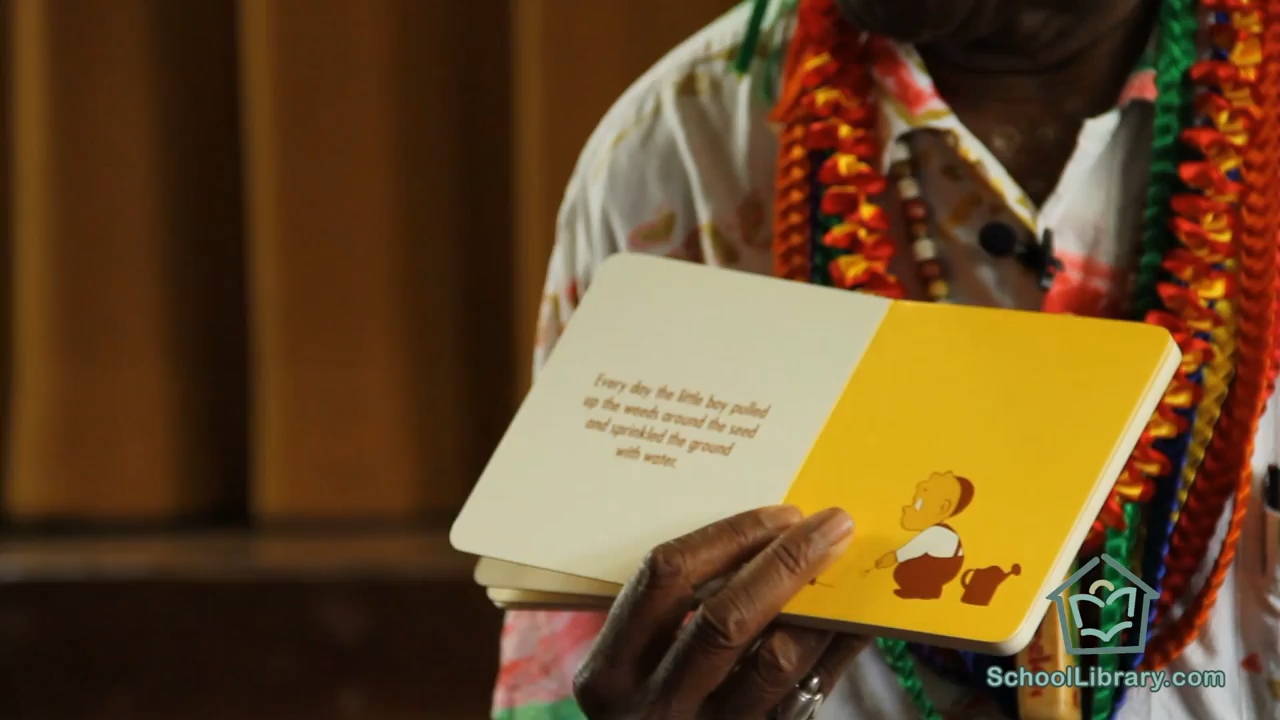 Every day the little boy pulled
up the weeds around the seed
and sprinkled the ground
with water.
SchoolLibrary.com